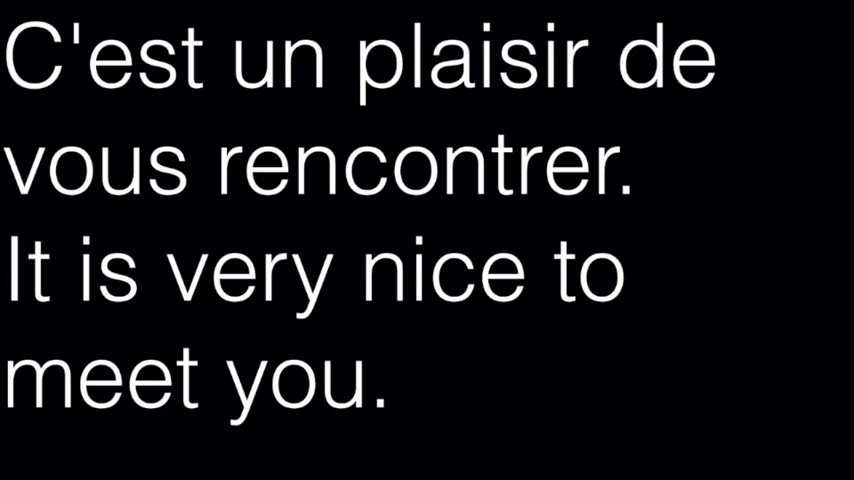 C'est un plaisir de
vous rencontrer.
It is very nice to
meet you.